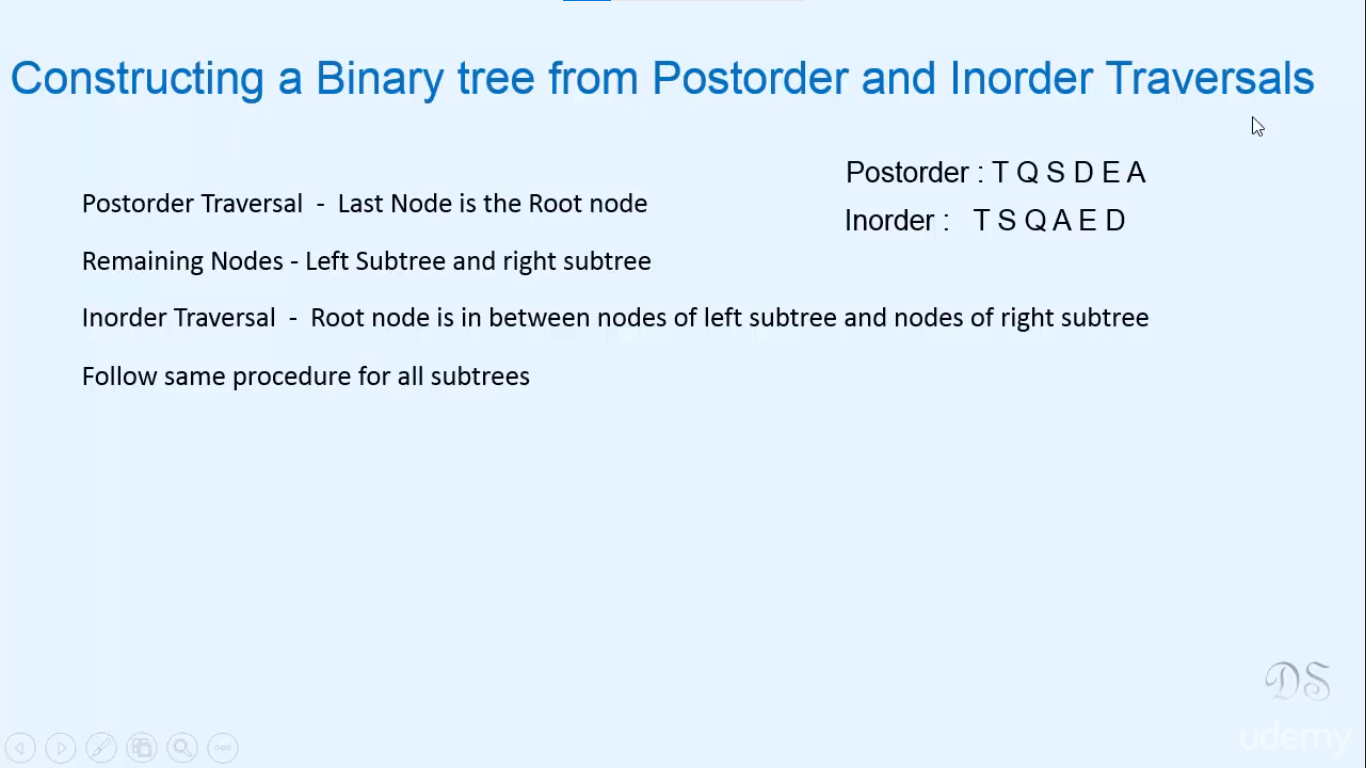 Constructing a Binary tree from Postorder and Inorder Traversals
Postorder : T Q S D E A
Inorder : T S Q A E D
Postorder Traversal - Last Node is the Root node
Remaining Nodes - Left Subtree and right subtree
Inorder Traversal - Root node is in between nodes of left subtree and nodes of right subtree
Follow same procedure for all subtrees
DS
udemy